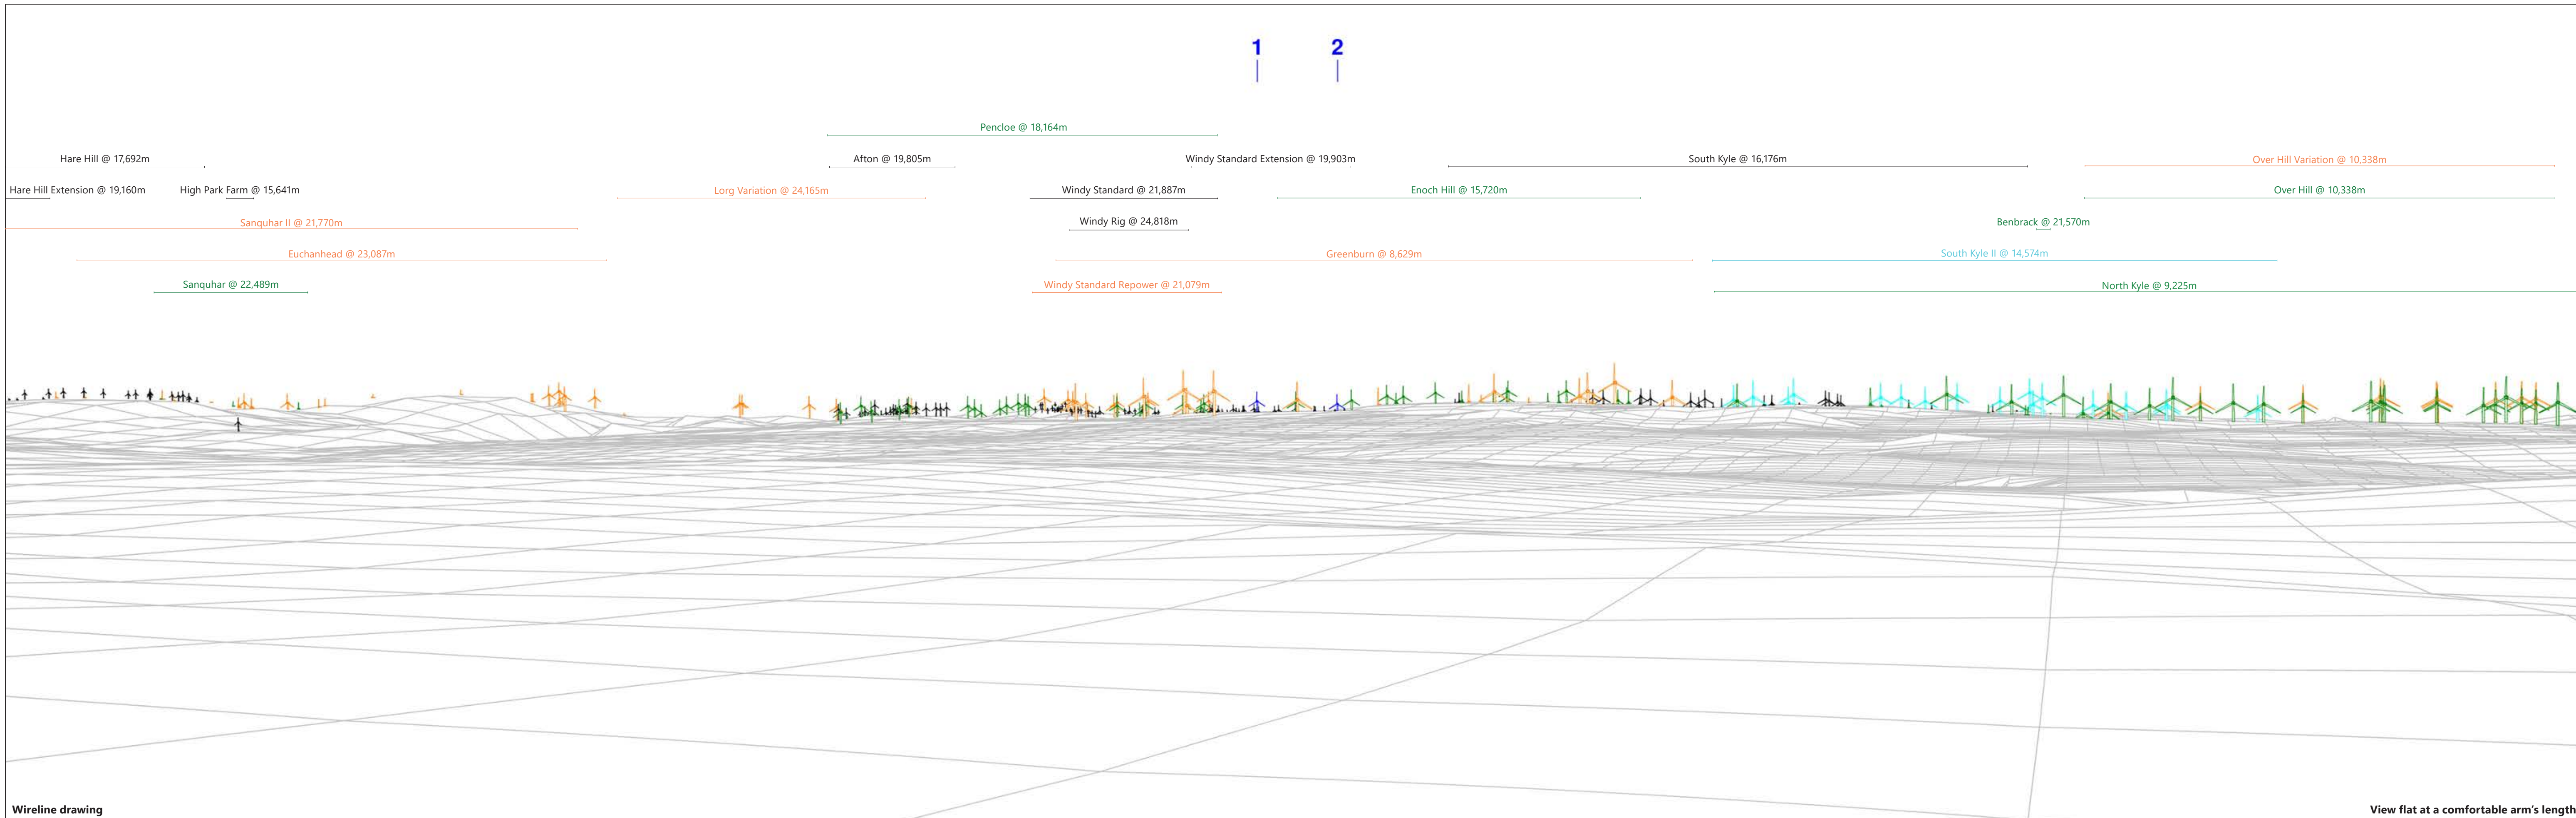 1 2
Pencloe @ 18,164m
Hare Hill @ 17,692m Afton @ 19,805m Windy Standard Extension @ 19,903m South Kyle @ 16,176m Over Hill Variation @ 10,338m
Hare Hill Extension @ 19,160m High Park Farm @ 15,641m Lorg Variation @ 24,165m Windy Standard @ 21,887m Enoch Hill @ 15,720m Over Hill @ 10,338m
Sanquhar II @ 21,770m Windy Rig @ 24,818m Benbrack @ 21,570m
Euchanhead @ 23,087m Greenburn @ 8,629m South Kyle II @ 14,574m
Sanquhar @ 22,489m Windy Standard Repower @ 21,079m North Kyle @ 9,225m
Wireline drawing View flat at a comfortable arm's length